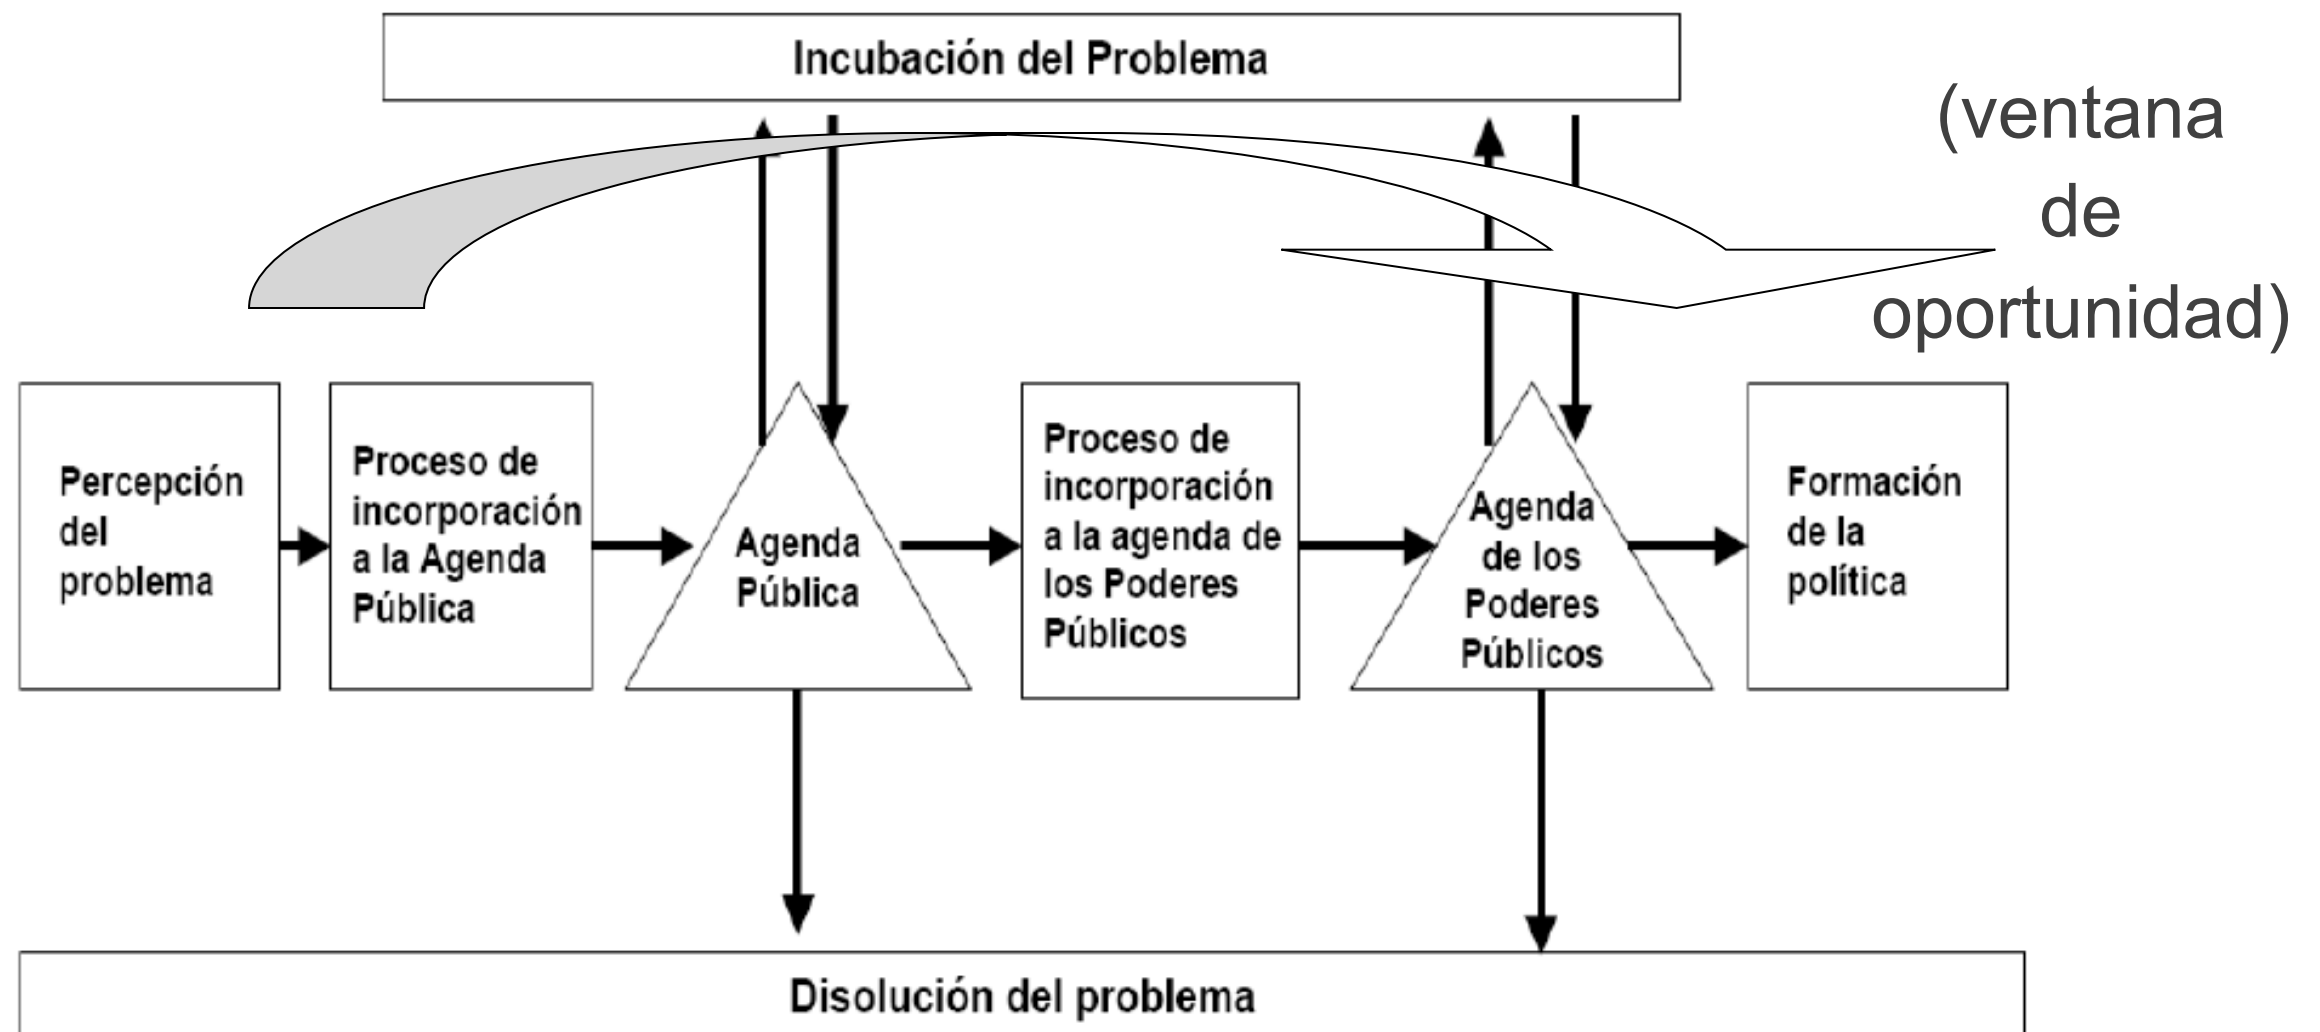 Incubación del Problema
(ventana
de
oportunidad)
Percepción
del
problema
Proceso de
incorporación
a la Agenda
Pública
Agenda
Pública
Proceso de
incorporación
a la agenda de
los Poderes
Públicos
Agenda
de los
Poderes
Públicos
Formación
de la
política
Disolución del problema